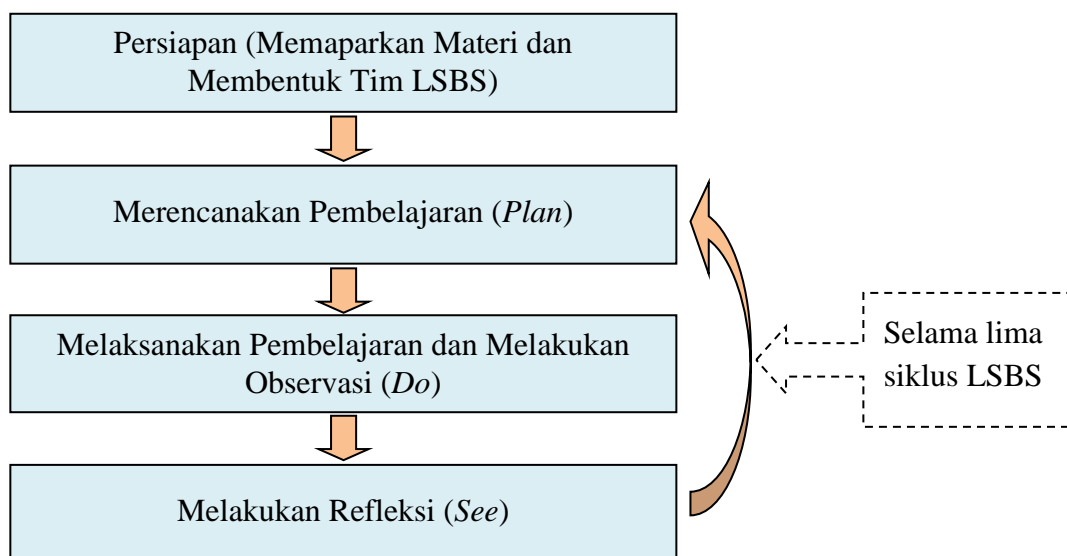 Persiapan (Memaparkan Materi dan
Membentuk Tim LSBS)
Merencanakan Pembelajaran (Plan)
Melaksanakan Pembelajaran dan Melakukan
Observasi (Do)
Melakukan Refleksi (See)
Selama lima
siklus LSBS